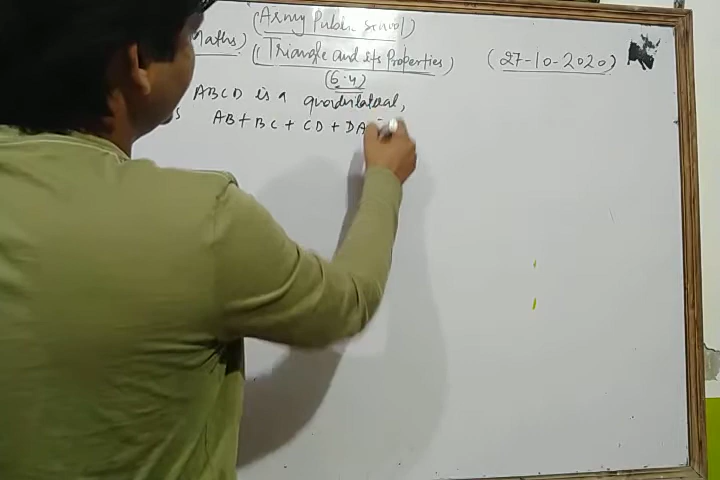 (Army Public School)
Maths) (Triangle and its Properties) (27-10-2020)
(6.4)
ABCD is a quadrilateral,
AB + BC + CD + DA